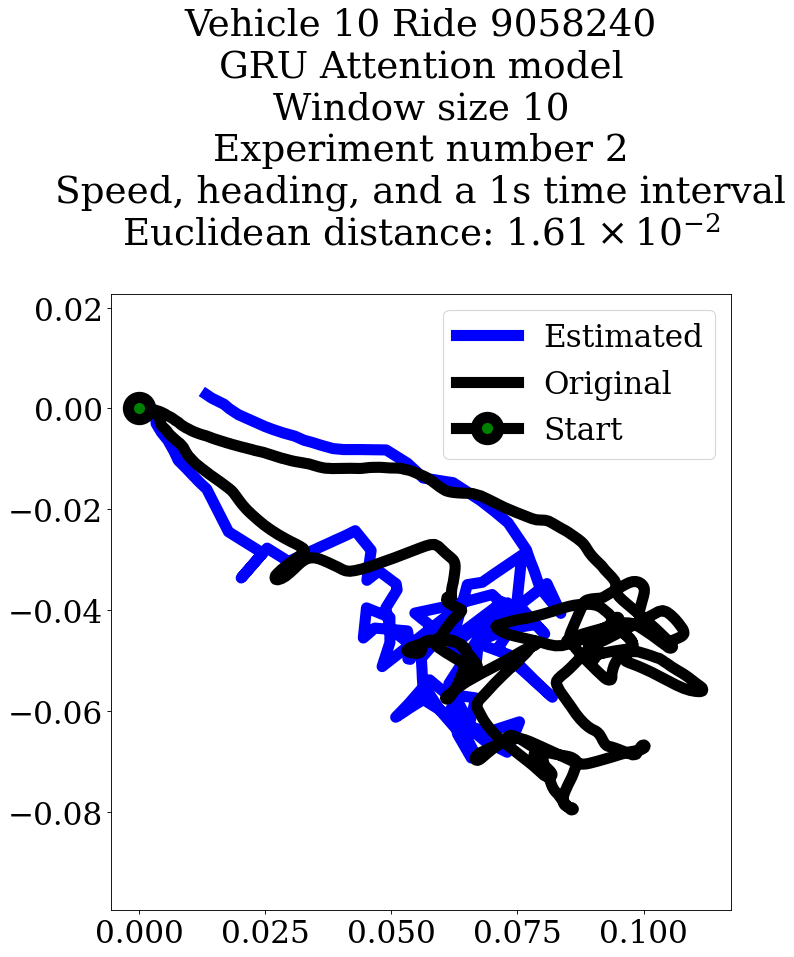 Vehicle 10 Ride 9058240
GRU Attention model
Window size 10
Experiment number 2
Speed, heading, and a 1s time interval
Euclidean distance: 1.61 × 10⁻²
0.02
0.00
−0.02
−0.04
−0.06
−0.08
Estimated
Original
Start
0.000 0.025 0.050 0.075 0.100